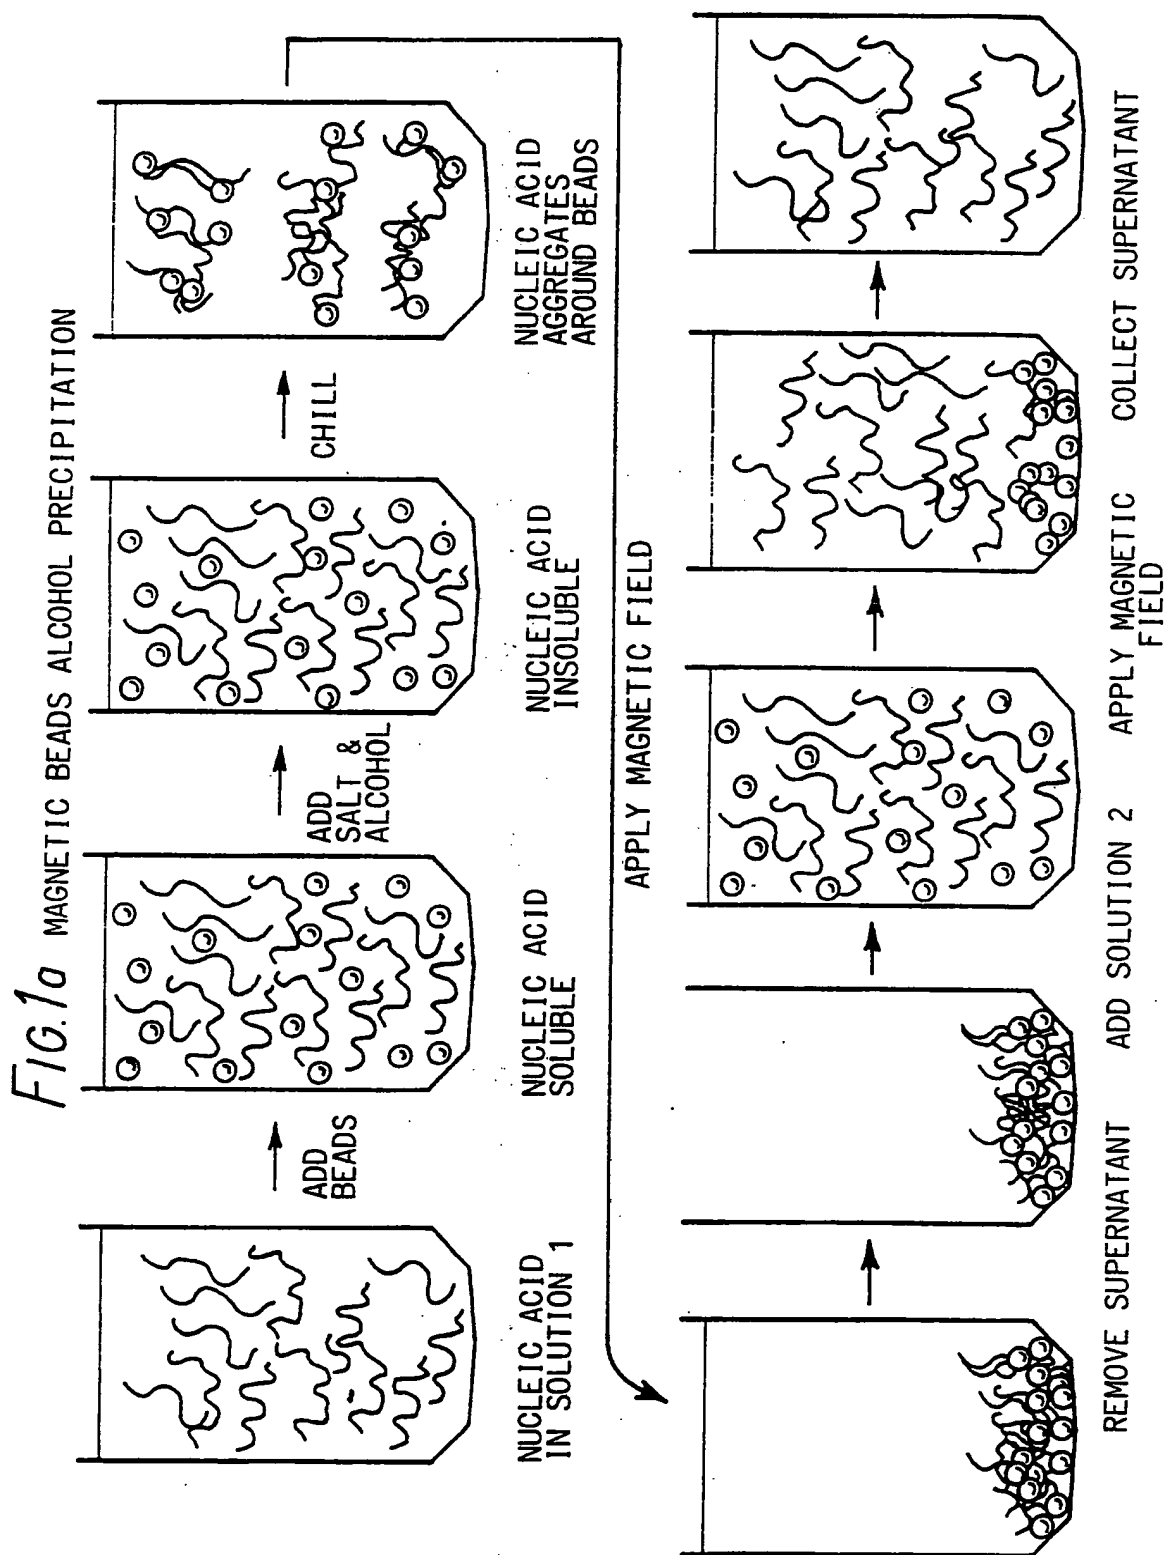 FIG.1a MAGNETIC BEADS ALCOHOL PRECIPITATION
ADD
BEADS
ADD
SALT &
ALCOHOL
CHILL
NUCLEIC ACID
IN SOLUTION 1
NUCLEIC ACID
SOLUBLE
NUCLEIC ACID
INSOLUBLE
NUCLEIC ACID
AGGREGATES
AROUND BEADS
APPLY MAGNETIC FIELD
REMOVE SUPERNATANT
ADD SOLUTION 2
APPLY MAGNETIC
FIELD
COLLECT SUPERNATANT